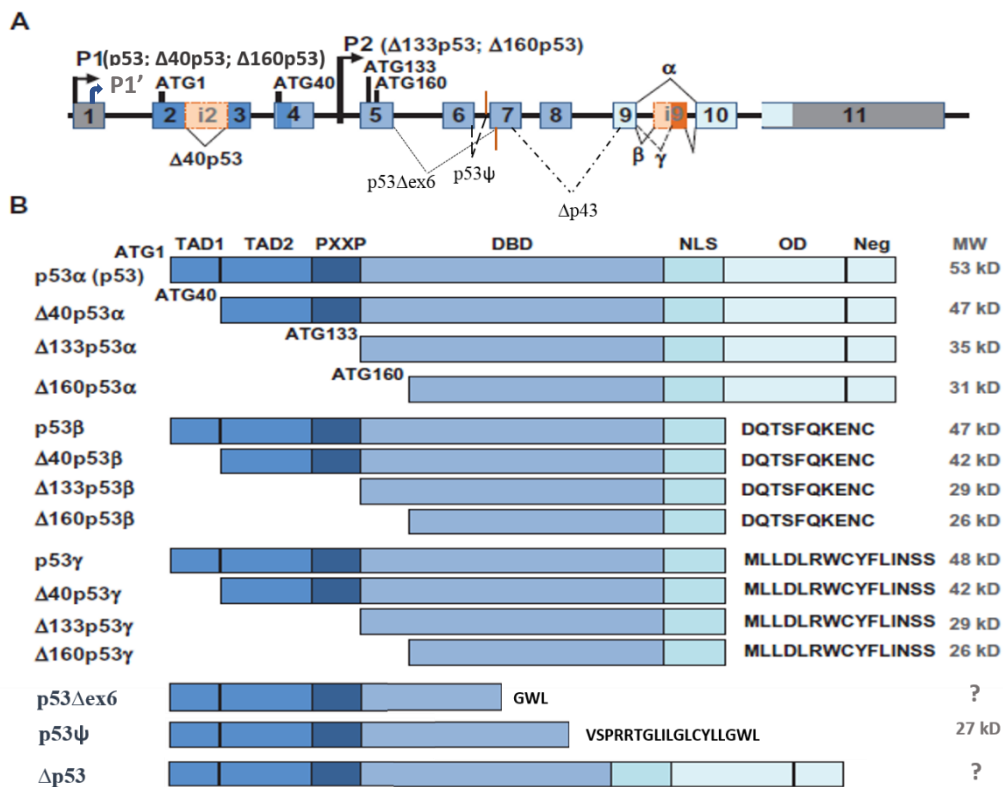 A
P1(p53: Δ40p53; Δ160p53)
P2 (Δ133p53; Δ160p53)
P1’
ATG1
ATG40
ATG133
ATG160
α
1 2 i2 3 4 5 6 7 8 9 i9 10 11
Δ40p53
p53Δex6
p53ψ
β
γ
Δp43
B
ATG1 TAD1 TAD2 PXXP DBD NLS OD Neg MW
p53α (p53) 53 kD
ATG40
Δ40p53α 47 kD
ATG133
Δ133p53α 35 kD
ATG160
Δ160p53α 31 kD
p53β DQTSFQKENC 47 kD
Δ40p53β DQTSFQKENC 42 kD
Δ133p53β DQTSFQKENC 29 kD
Δ160p53β DQTSFQKENC 26 kD
p53γ MLLDLRWCYFLINSS 48 kD
Δ40p53γ MLLDLRWCYFLINSS 42 kD
Δ133p53γ MLLDLRWCYFLINSS 29 kD
Δ160p53γ MLLDLRWCYFLINSS 26 kD
p53Δex6 GWL ?
p53ψ VSPRRTGLILGLCYLLGWL 27 kD
Δp53 ?